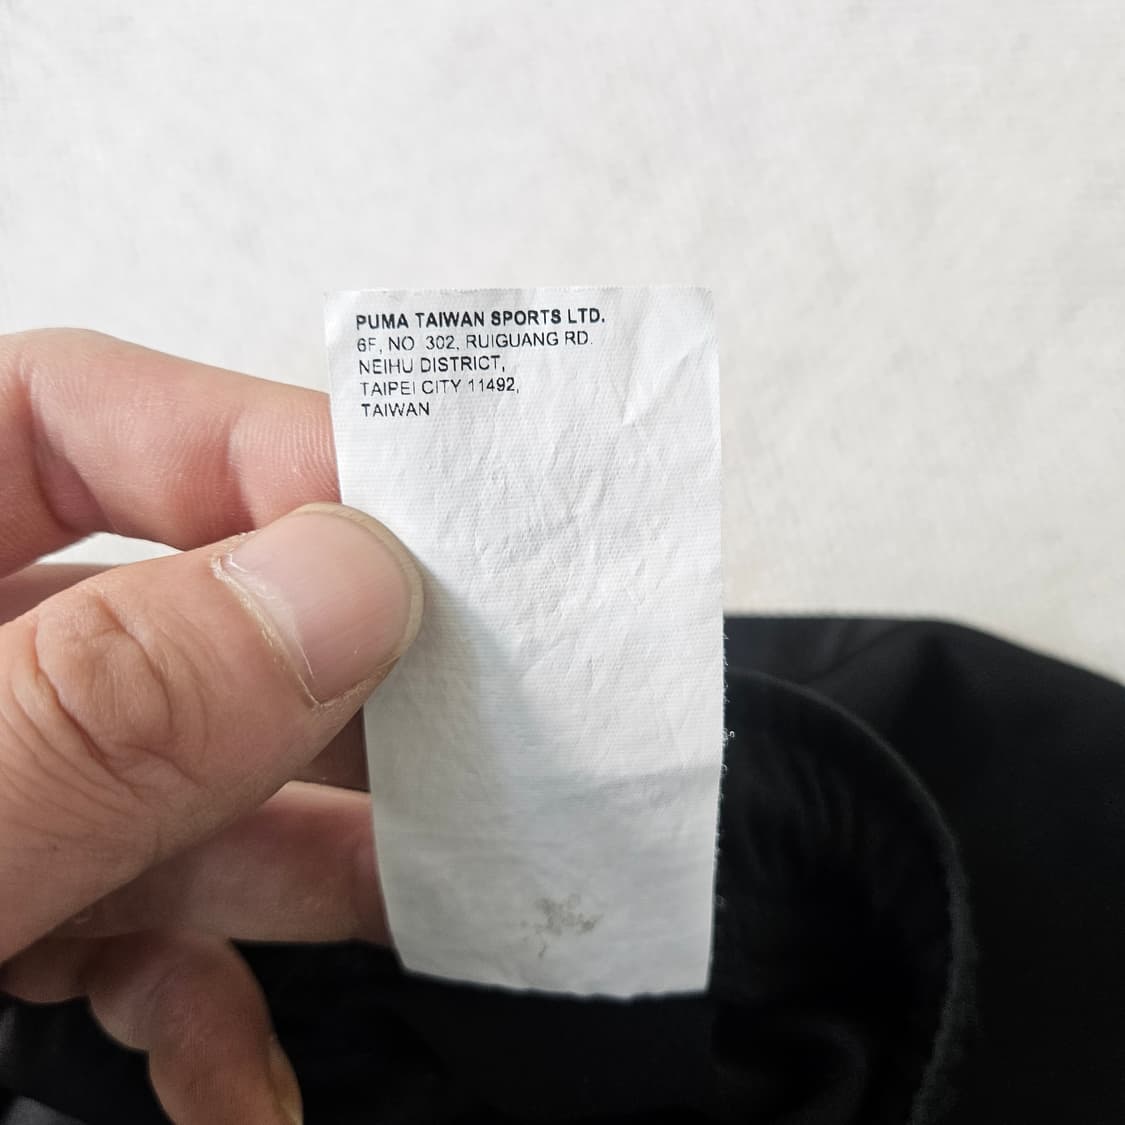 PUMA TAIWAN SPORTS LTD.
6F, NO 302, RUIGUANG RD.
NEIHU DISTRICT,
TAIPEI CITY 11492,
TAIWAN